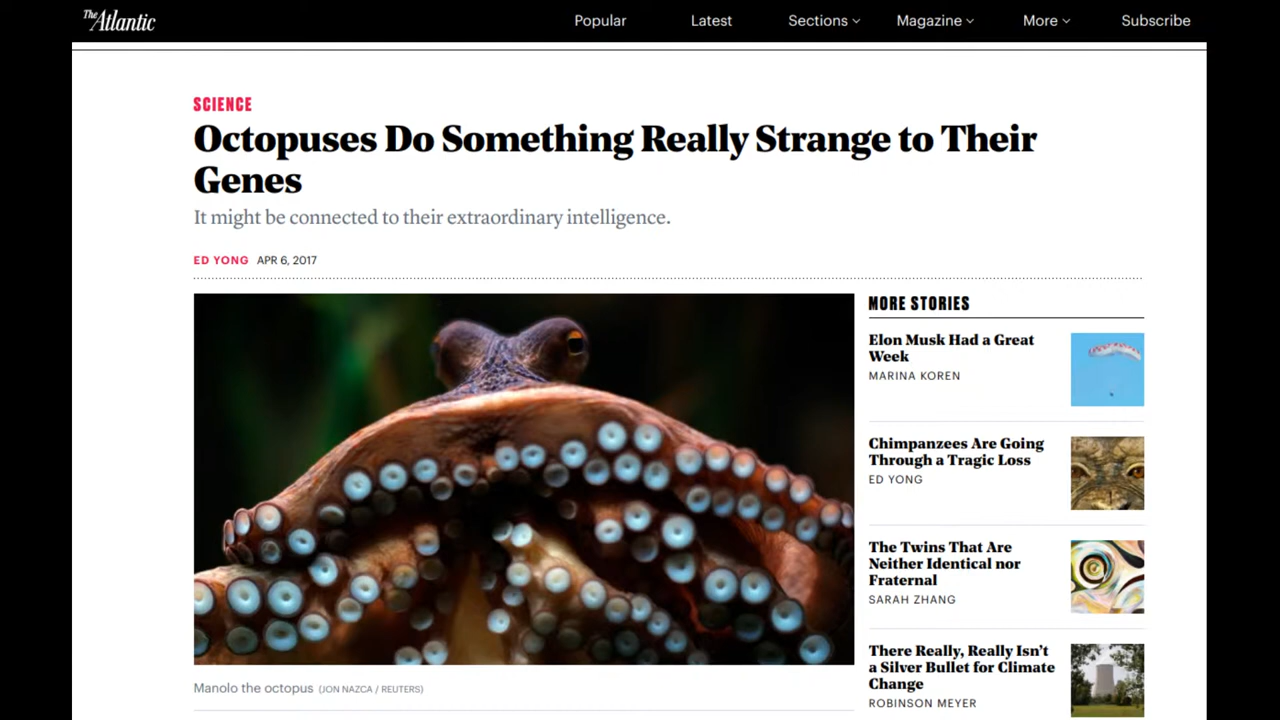 The Atlantic
Popular Latest Sections Magazine More Subscribe
SCIENCE
Octopuses Do Something Really Strange to Their
Genes
It might be connected to their extraordinary intelligence.
ED YONG APR 6, 2017
MORE STORIES
Elon Musk Had a Great
Week
MARINA KOREN
Chimpanzees Are Going
Through a Tragic Loss
ED YONG
The Twins That Are
Neither Identical nor
Fraternal
SARAH ZHANG
There Really, Really Isn’t
a Silver Bullet for Climate
Change
ROBINSON MEYER
Manolo the octopus (JON NAZCA / REUTERS)